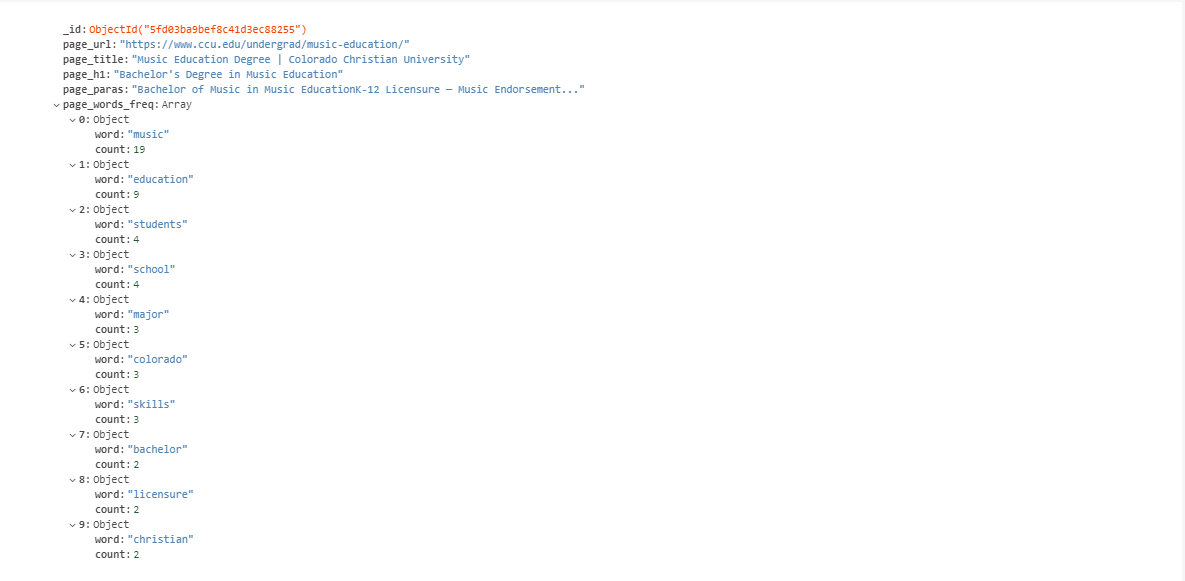 _id: ObjectId("5fd03ba9bef8c41d3ec88255")
page_url: "https://www.ccu.edu/undergrad/music-education/"
page_title: "Music Education Degree | Colorado Christian University"
page_h1: "Bachelor's Degree in Music Education"
page_paras: "Bachelor of Music in Music EducationK-12 Licensure – Music Endorsement..."
page_words_freq: Array
0: Object
word: "music"
count: 19
1: Object
word: "education"
count: 9
2: Object
word: "students"
count: 4
3: Object
word: "school"
count: 4
4: Object
word: "major"
count: 3
5: Object
word: "colorado"
count: 3
6: Object
word: "skills"
count: 3
7: Object
word: "bachelor"
count: 2
8: Object
word: "licensure"
count: 2
9: Object
word: "christian"
count: 2